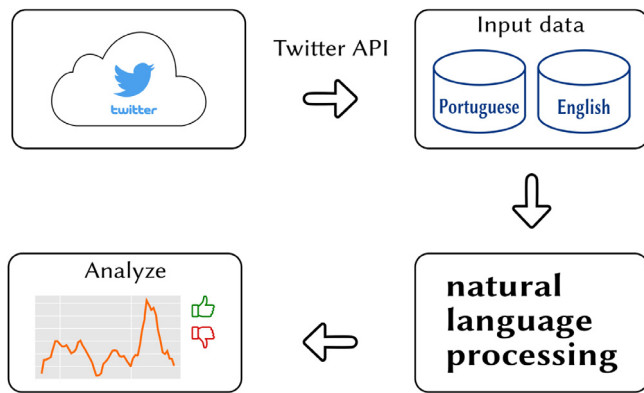 twitter
Twitter API
Input data
Portuguese
English
Analyze
natural
language
processing